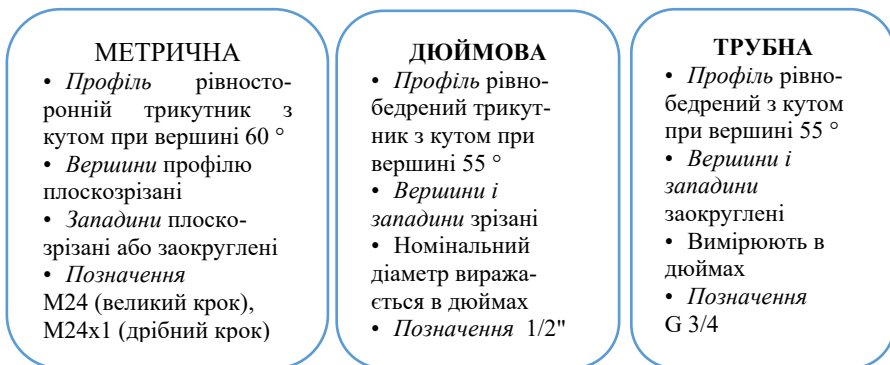 МЕТРИЧНА
• Профіль рівносто-
ронній трикутник з
кутом при вершині 60 °
• Вершини профілю
плоскозрізані
• Западини плоско-
зрізані або заокруглені
• Позначення
М24 (великий крок),
М24х1 (дрібний крок)
ДЮЙМОВА
• Профіль рівно-
бедрений трикут-
ник з кутом при
вершині 55 °
• Вершини і
западини зрізані
• Номінальний
діаметр виража-
ється в дюймах
• Позначення 1/2"
ТРУБНА
• Профіль рівно-
бедрений з кутом
при вершині 55 °
• Вершини і
западини
заокруглені
• Вимірюють в
дюймах
• Позначення
G 3/4